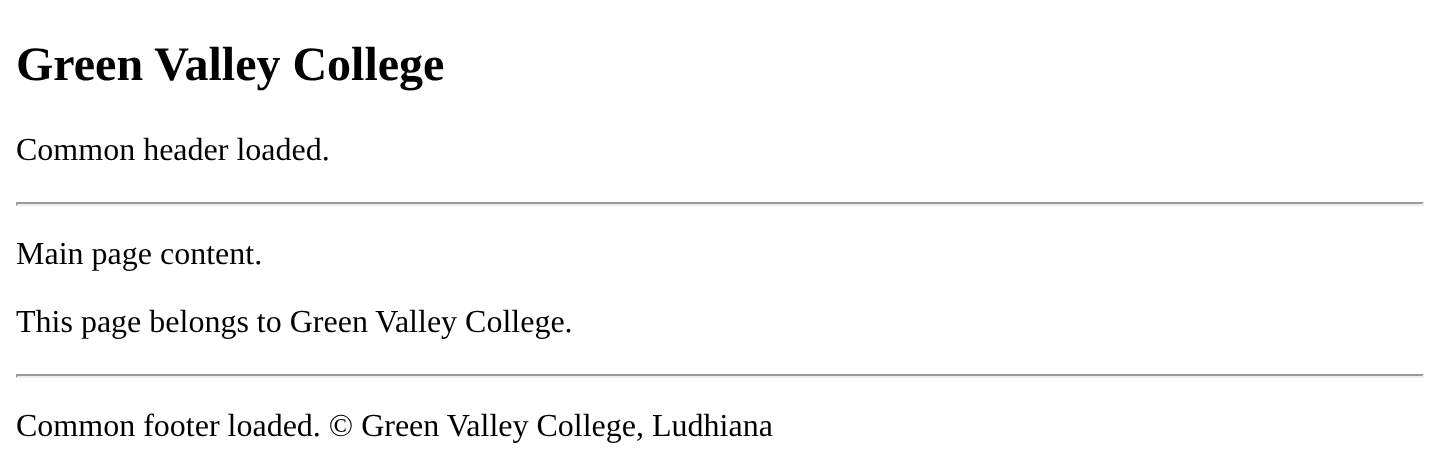 Green Valley College
Common header loaded.
Main page content.
This page belongs to Green Valley College.
Common footer loaded. © Green Valley College, Ludhiana